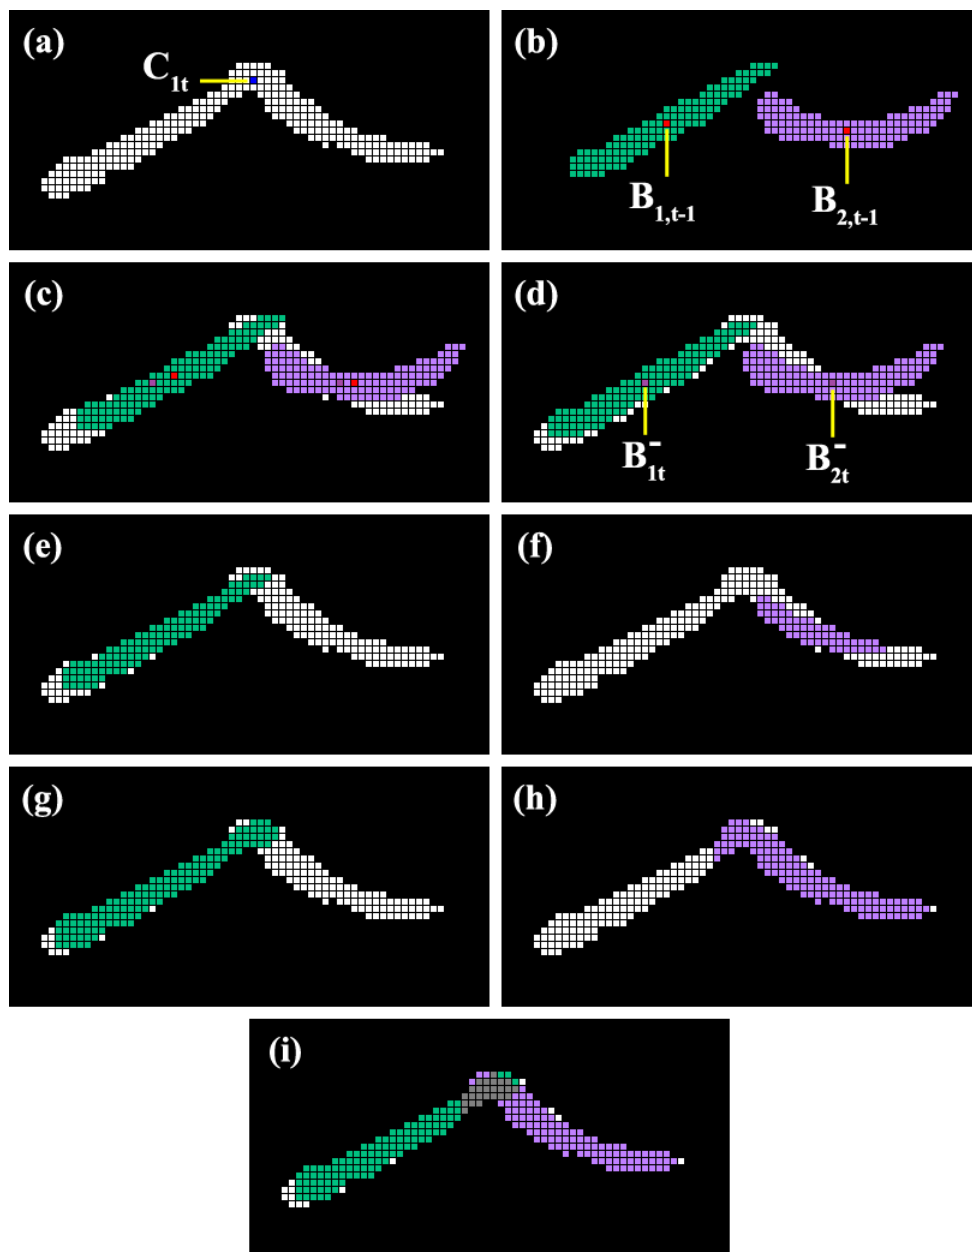 (a)
C1t
(b)
B1,t-1
B2,t-1
(c)
(d)
B⁻1t
B⁻2t
(e)
(f)
(g)
(h)
(i)